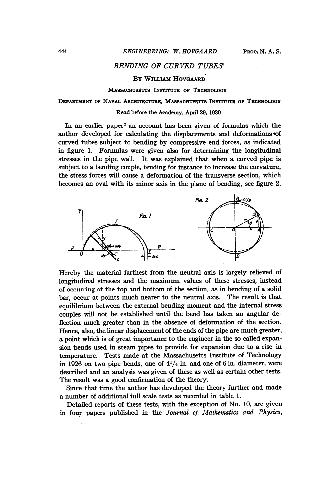 444 ENGINEERING: W. HOVGAARD PROC. N. A. S.
BENDING OF CURVED TUBES
BY WILLIAM HOVGAARD
MASSACHUSETTS INSTITUTE OF TECHNOLOGY
DEPARTMENT OF NAVAL ARCHITECTURE, MASSACHUSETTS INSTITUTE OF TECHNOLOGY
Read before the Academy, April 29, 1930
In an earlier paper¹ an account has been given of formulas which the
author developed for calculating the displacements and deformations of
curved tubes subject to bending by compressive end forces, as indicated
in figure 1. Formulas were given also for determining the longitudinal
stresses in the pipe wall. It was explained that when a curved pipe is
subject to a bending couple, tending for instance to increase the curvature,
the stress forces will cause a deformation of the transverse section, which
becomes an oval with its minor axis in the plane of bending, see figure 2.
FIG. 1
FIG. 2
Hereby the material farthest from the neutral axis is largely relieved of
longitudinal stresses and the maximum values of these stresses, instead
of occurring at the top and bottom of the section, as in bending of a solid
bar, occur at points much nearer to the neutral axis. The result is that
equilibrium between the external bending moment and the internal stress
couples will not be established until the bend has taken an angular de-
flection much greater than in the absence of deformation of the section.
Hence, also, the linear displacement of the ends of the pipe are much greater,
a point which is of great importance to the engineer in the so called expan-
sion bends used in steam pipes to provide for expansion due to a rise in
temperature. Tests made at the Massachusetts Institute of Technology
in 1926 on two pipe bends, one of 4¹/₂ in. and one of 6 in. diameter, were
described and an analysis was given of these as well as certain other tests.
The result was a good confirmation of the theory.
Since that time the author has developed the theory further and made
a number of additional full scale tests as recorded in table 1.
Detailed reports of these tests, with the exception of No. 10, are given
in four papers published in the Journal of Mathematics and Physics,